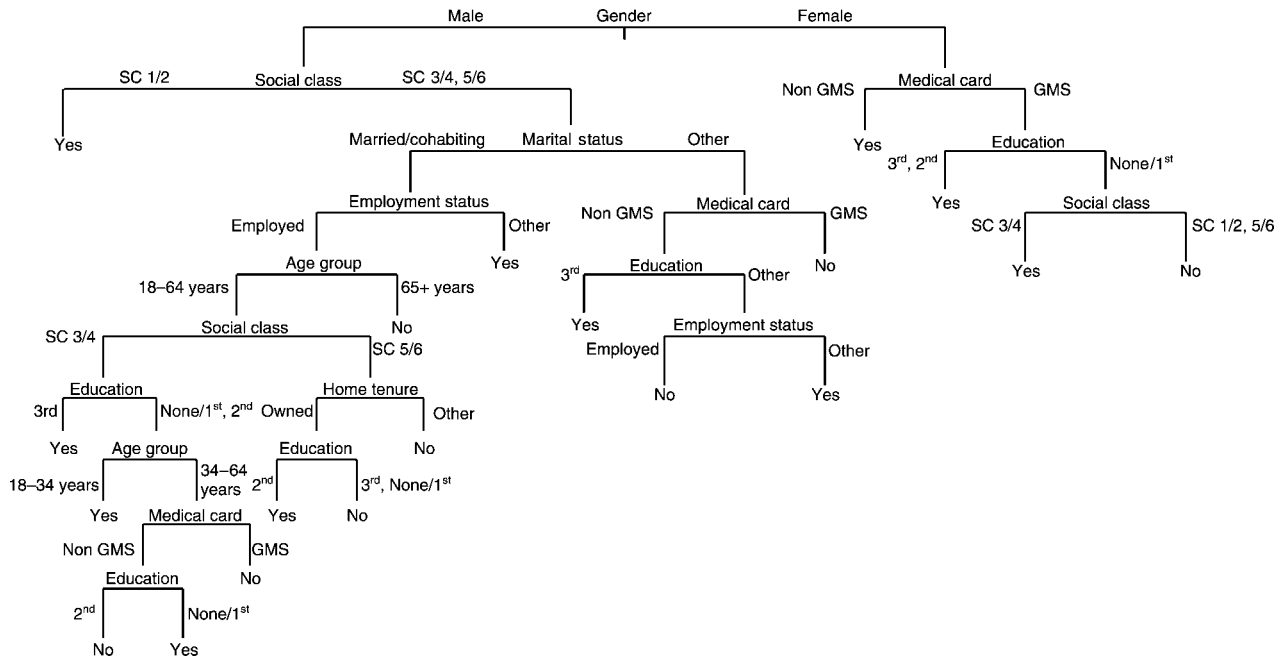 Male Gender Female
SC 1/2 Social class SC 3/4, 5/6 Non GMS Medical card GMS
Yes Married/cohabiting Marital status Other Yes Education
3rd, 2nd None/1st
Employment status Non GMS Medical card GMS Yes Social class
Employed Other SC 3/4 SC 1/2, 5/6
Age group Yes 3rd Education Other No Yes No
18–64 years 65+ years
Social class No Yes Employment status
SC 3/4 SC 5/6 Employed Other
Education Home tenure No Yes
3rd None/1st, 2nd Owned Other
Yes Age group Education No
18–34 years 34–64 years 2nd 3rd, None/1st
Yes Medical card Yes No
Non GMS GMS
Education No
2nd None/1st
No Yes